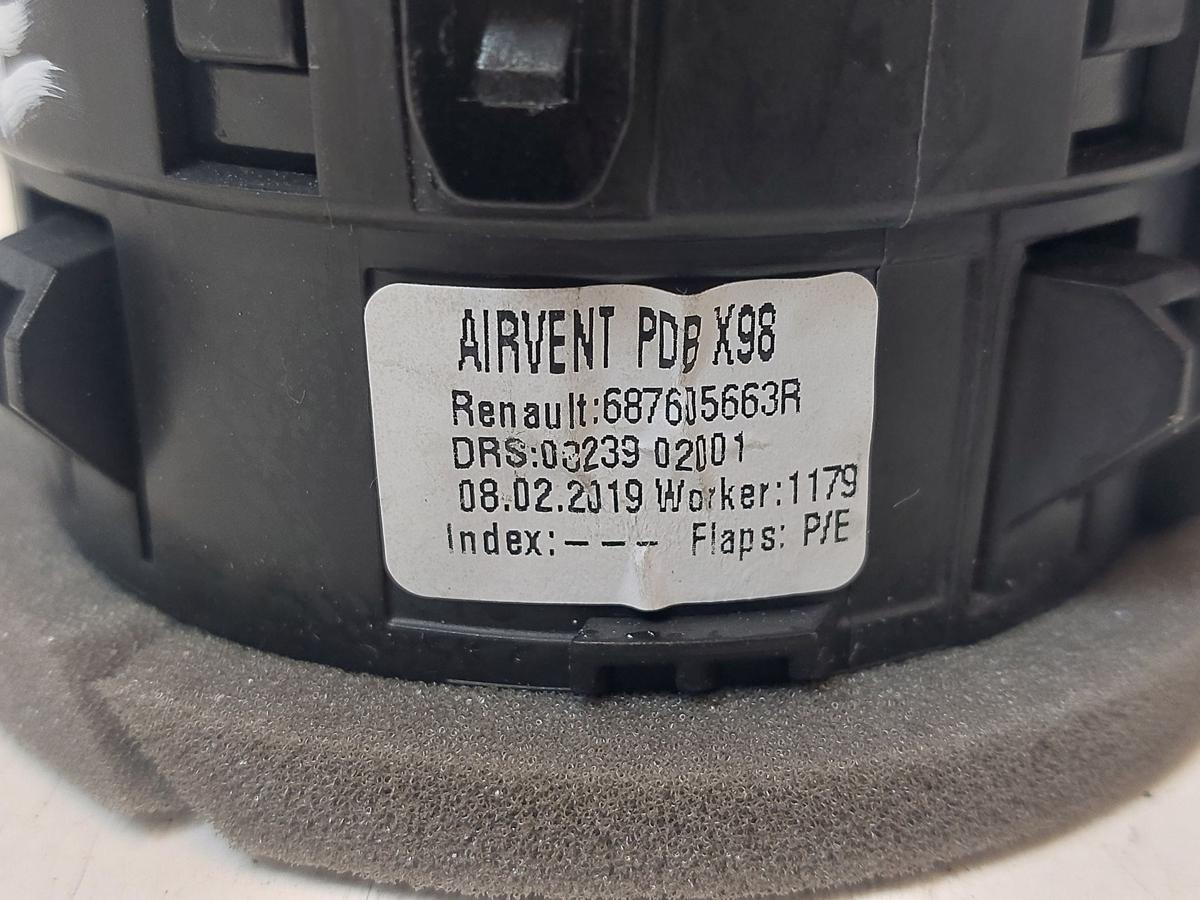 AIRVENT PDB X98
Renault:687605663R
DRS:03239 02001
08.02.2019 Worker:1179
Index:--- Flaps: P/E